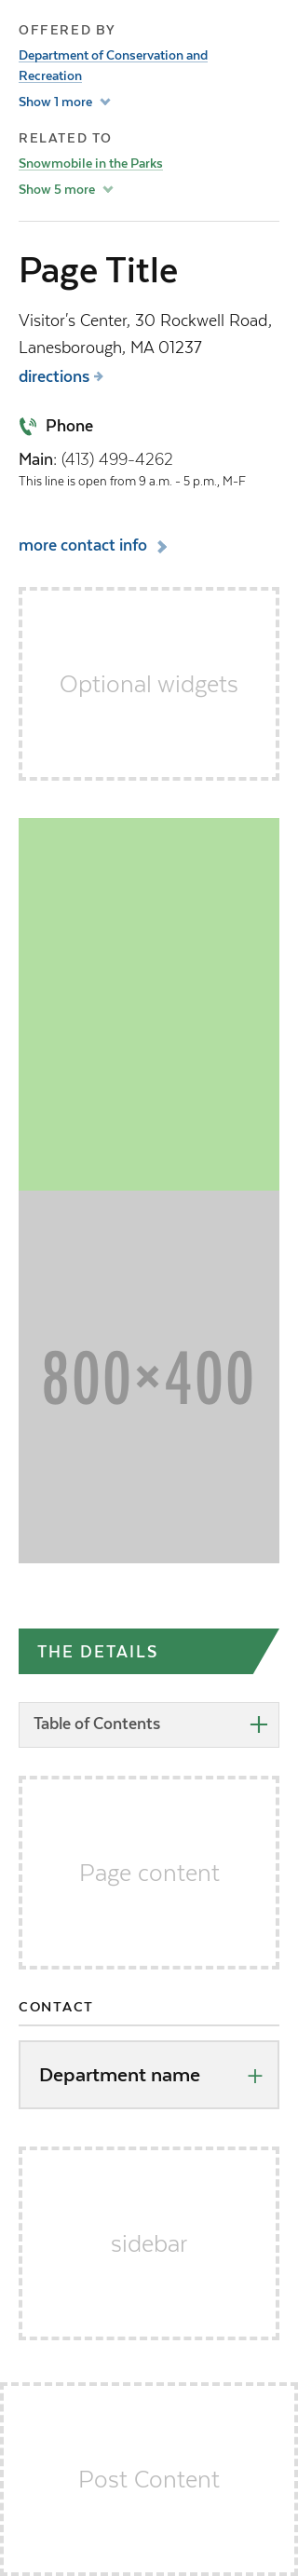 OFFERED BY
Department of Conservation and
Recreation
Show 1 more
RELATED TO
Snowmobile in the Parks
Show 5 more
Page Title
Visitor's Center, 30 Rockwell Road,
Lanesborough, MA 01237
directions
Phone
Main: (413) 499-4262
This line is open from 9 a.m. - 5 p.m., M-F
more contact info
Optional widgets
800×400
THE DETAILS
Table of Contents
Page content
CONTACT
Department name
sidebar
Post Content